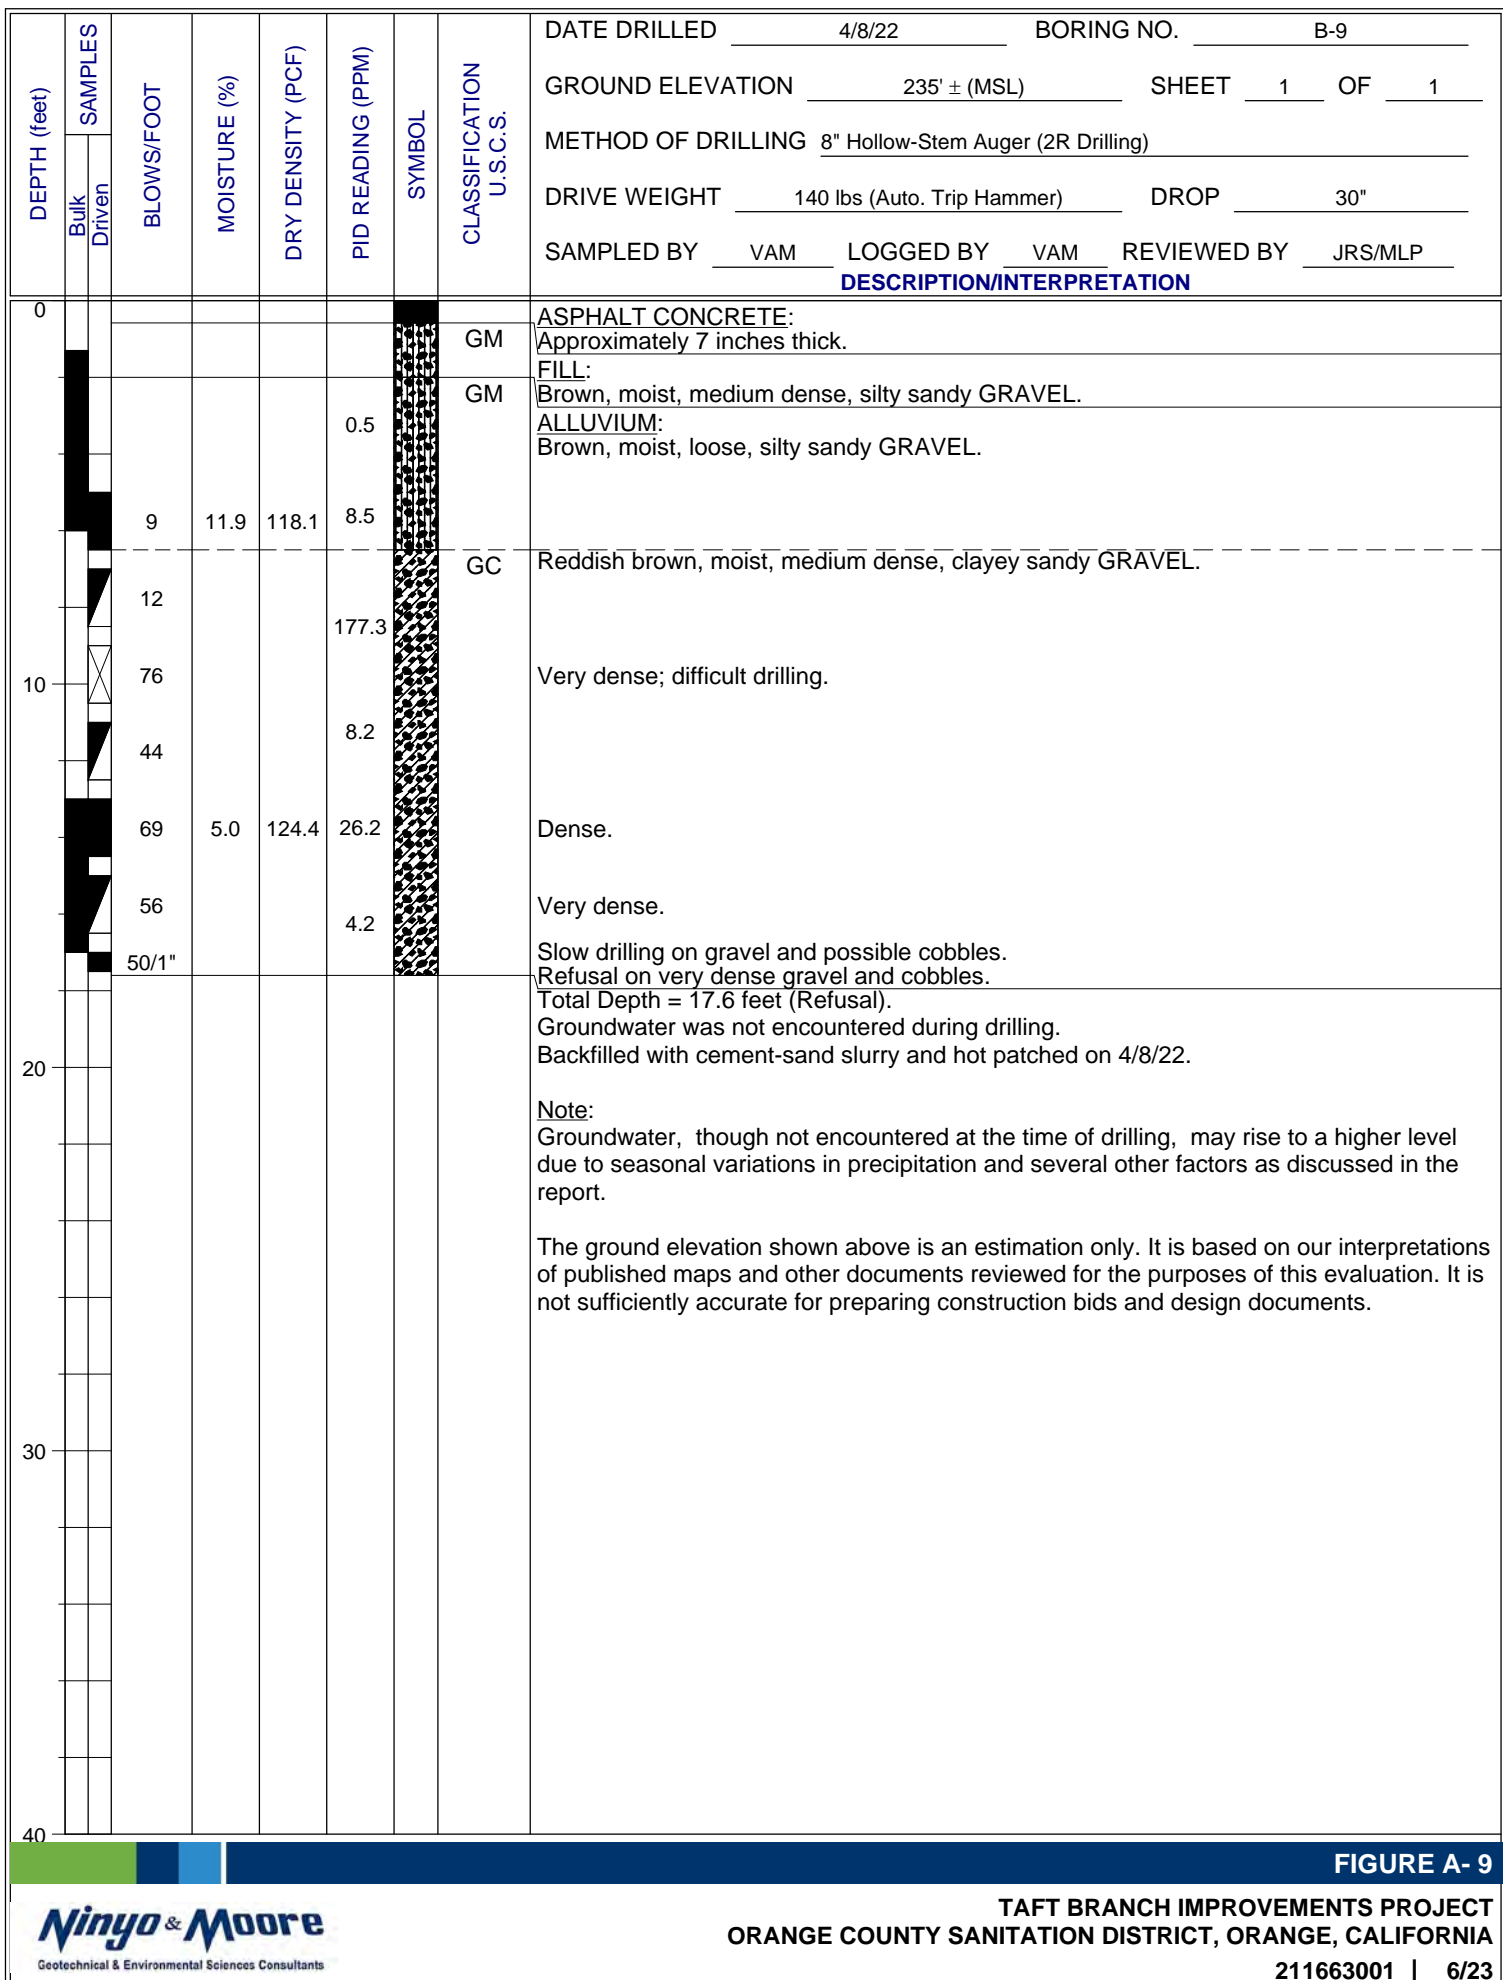 DEPTH (feet)
SAMPLES
Bulk
Driven
BLOWS/FOOT
MOISTURE (%)
DRY DENSITY (PCF)
PID READING (PPM)
SYMBOL
CLASSIFICATION
U.S.C.S.
DATE DRILLED 4/8/22 BORING NO. B-9
GROUND ELEVATION 235' ± (MSL) SHEET 1 OF 1
METHOD OF DRILLING 8" Hollow-Stem Auger (2R Drilling)
DRIVE WEIGHT 140 lbs (Auto. Trip Hammer) DROP 30"
SAMPLED BY VAM LOGGED BY VAM REVIEWED BY JRS/MLP
DESCRIPTION/INTERPRETATION
0
ASPHALT CONCRETE:
GM Approximately 7 inches thick.
FILL:
GM Brown, moist, medium dense, silty sandy GRAVEL.
0.5 ALLUVIUM:
Brown, moist, loose, silty sandy GRAVEL.
9 11.9 118.1 8.5
GC Reddish brown, moist, medium dense, clayey sandy GRAVEL.
12
177.3
10 76 Very dense; difficult drilling.
8.2
44
69 5.0 124.4 26.2 Dense.
56 Very dense.
4.2
Slow drilling on gravel and possible cobbles.
50/1"
Refusal on very dense gravel and cobbles.
Total Depth = 17.6 feet (Refusal).
Groundwater was not encountered during drilling.
Backfilled with cement-sand slurry and hot patched on 4/8/22.
20
Note:
Groundwater, though not encountered at the time of drilling, may rise to a higher level
due to seasonal variations in precipitation and several other factors as discussed in the
report.
The ground elevation shown above is an estimation only. It is based on our interpretations
of published maps and other documents reviewed for the purposes of this evaluation. It is
not sufficiently accurate for preparing construction bids and design documents.
30
40
FIGURE A- 9
Ninyo & Moore
Geotechnical & Environmental Sciences Consultants
TAFT BRANCH IMPROVEMENTS PROJECT
ORANGE COUNTY SANITATION DISTRICT, ORANGE, CALIFORNIA
211663001 | 6/23